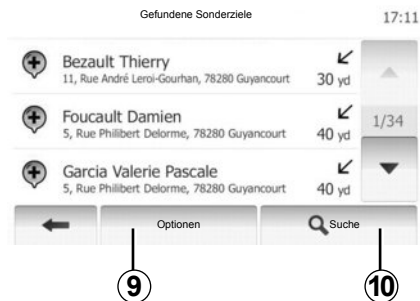 Gefundene Sonderziele 17:11
Bezault Thierry
11, Rue André Leroi-Gourhan, 78280 Guyancourt 30 yd
Foucault Damien
5, Rue Philibert Delorme, 78280 Guyancourt 40 yd
1/34
Garcia Valerie Pascale
5, Rue Philibert Delorme, 78280 Guyancourt 40 yd
Optionen Suche
9 10